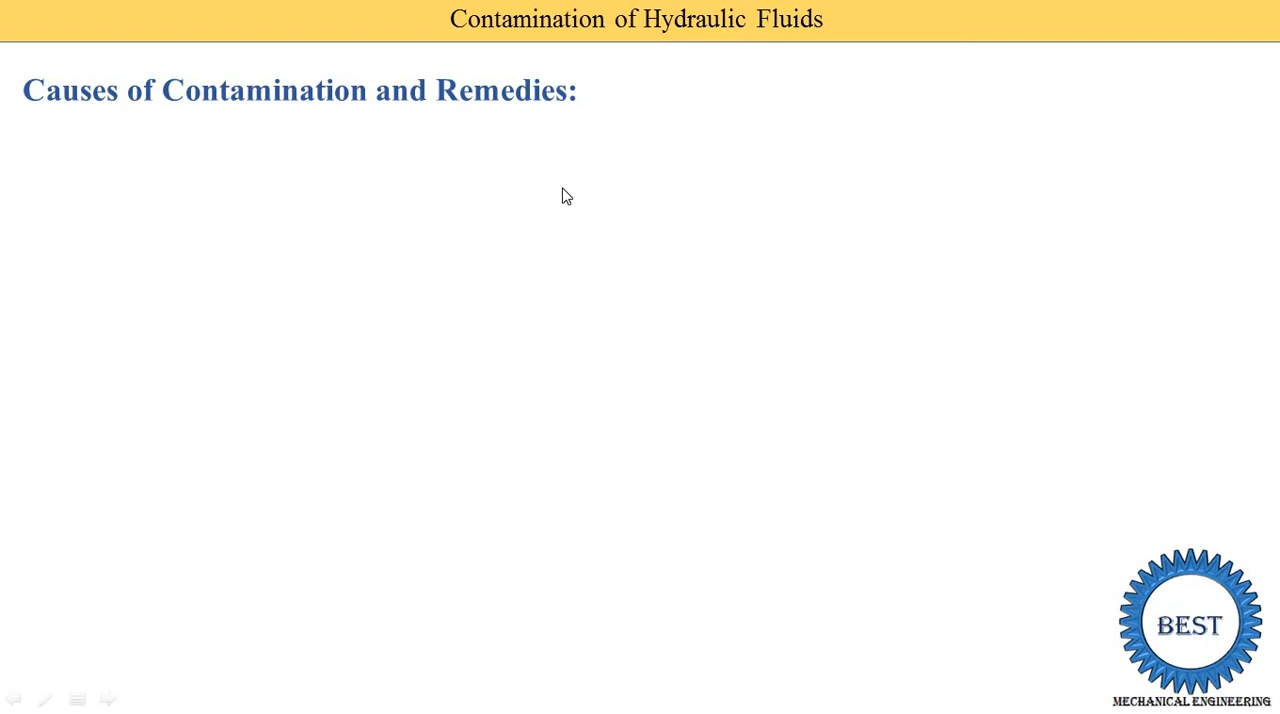 Contamination of Hydraulic Fluids
Causes of Contamination and Remedies:
BEST
MECHANICAL ENGINEERING